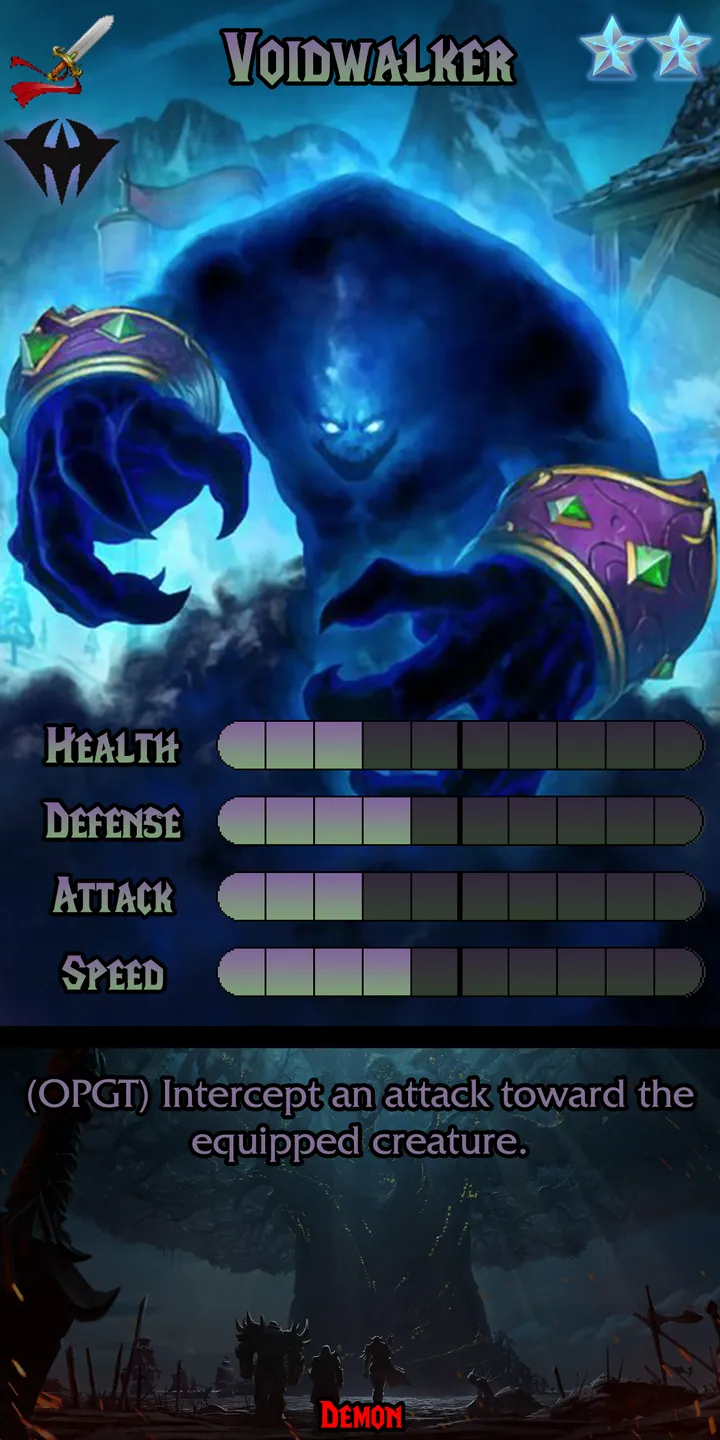 Voidwalker
Health
Defense
Attack
Speed
(OPGT) Intercept an attack toward the
equipped creature.
Demon